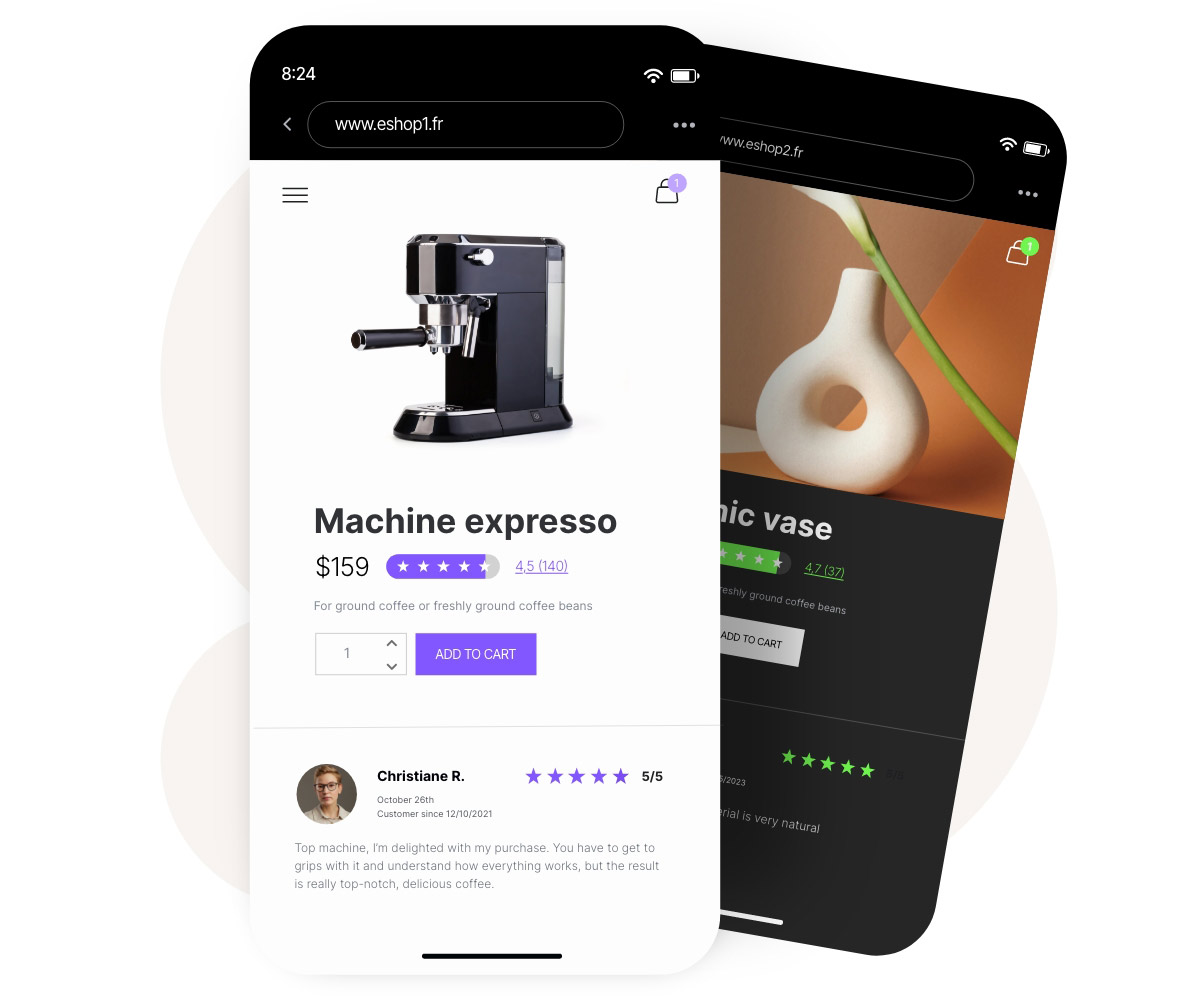 8:24
www.eshop1.fr
1
Machine expresso
$159
4,5 (140)
For ground coffee or freshly ground coffee beans
1
ADD TO CART
Christiane R.
5/5
October 26th
Customer since 12/10/2021
Top machine, I'm delighted with my purchase. You have to get to
grips with it and understand how everything works, but the result
is really top-notch, delicious coffee.
www.eshop2.fr
1
vase
4,7 (37)
freshly ground coffee beans
ADD TO CART
5/5
/2023
is very natural